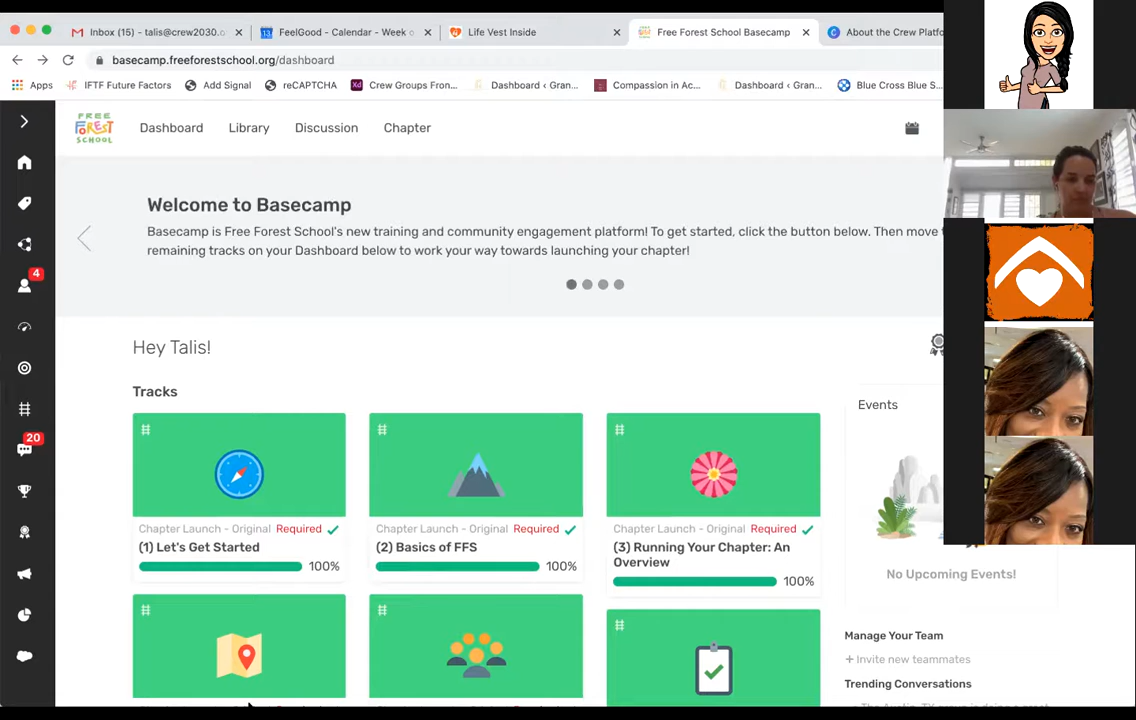 Inbox (15) - talis@crew2030.o
FeelGood - Calendar - Week o
Life Vest Inside
Free Forest School Basecamp
About the Crew Platfo
basecamp.freeforestschool.org/dashboard
Apps
IFTF Future Factors
Add Signal
reCAPTCHA
Crew Groups Fron...
Dashboard ‹ Gran...
Compassion in Ac...
Dashboard ‹ Gran...
Blue Cross Blue S...
FREE FOREST SCHOOL
Dashboard
Library
Discussion
Chapter
Welcome to Basecamp
Basecamp is Free Forest School's new training and community engagement platform! To get started, click the button below. Then move t
remaining tracks on your Dashboard below to work your way towards launching your chapter!
4
20
Hey Talis!
Tracks
Chapter Launch - Original Required
(1) Let's Get Started
100%
Chapter Launch - Original Required
(2) Basics of FFS
100%
Chapter Launch - Original Required
(3) Running Your Chapter: An
Overview
100%
Events
No Upcoming Events!
Manage Your Team
+ Invite new teammates
Trending Conversations